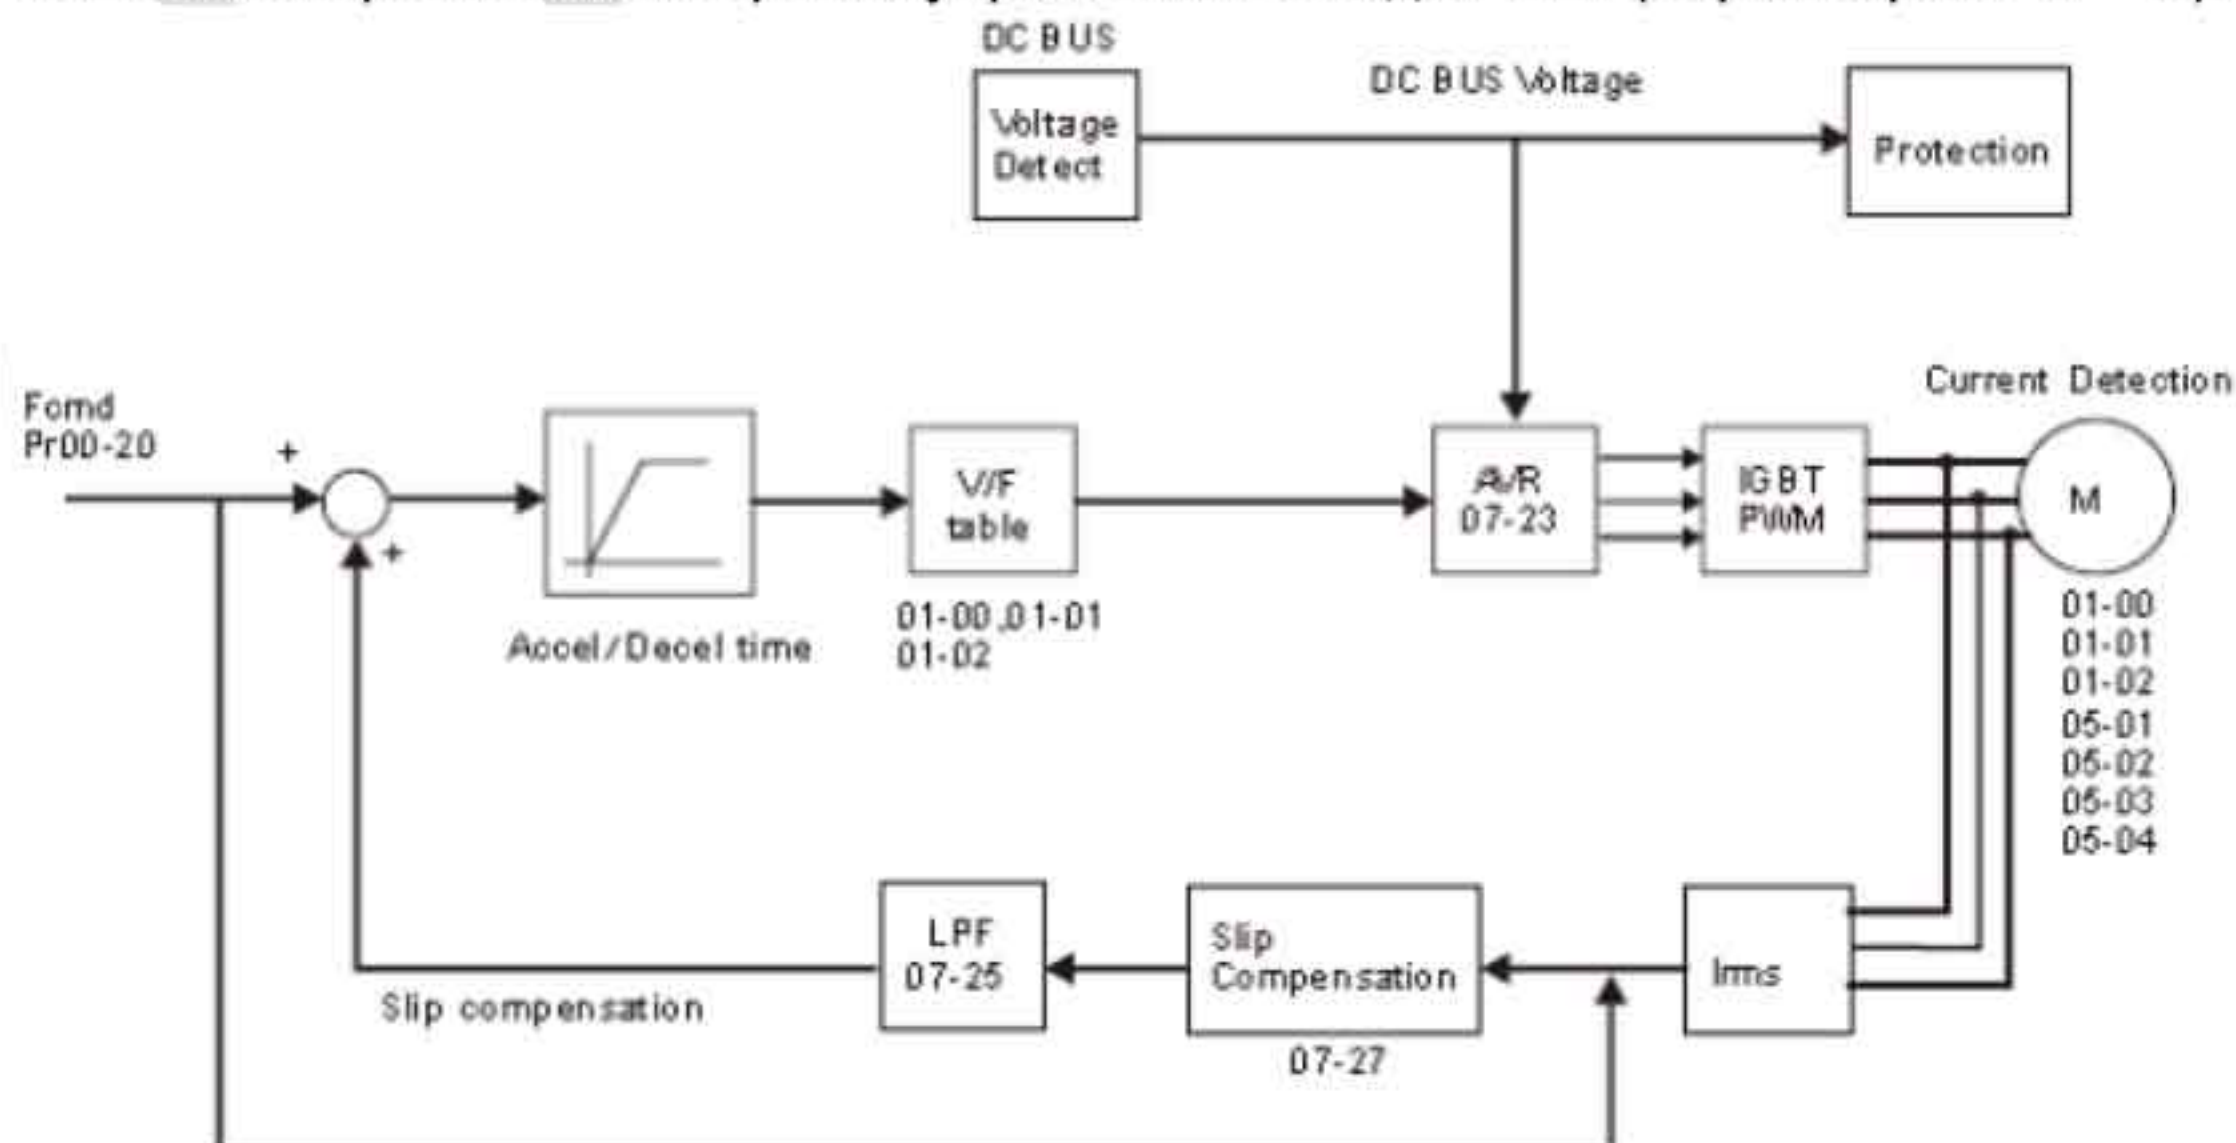 DC BUS
DC BUS Voltage
Voltage
Detect
Protection
Current Detection
Fomd
Pr00-20
+
+
V/F
table
AVR
07-23
IGBT
PWM
M
01-00,01-01
01-02
Accel/Decel time
01-00
01-01
01-02
05-01
05-02
05-03
05-04
LPF
07-25
Slip
Compensation
Irms
Slip compensation
07-27